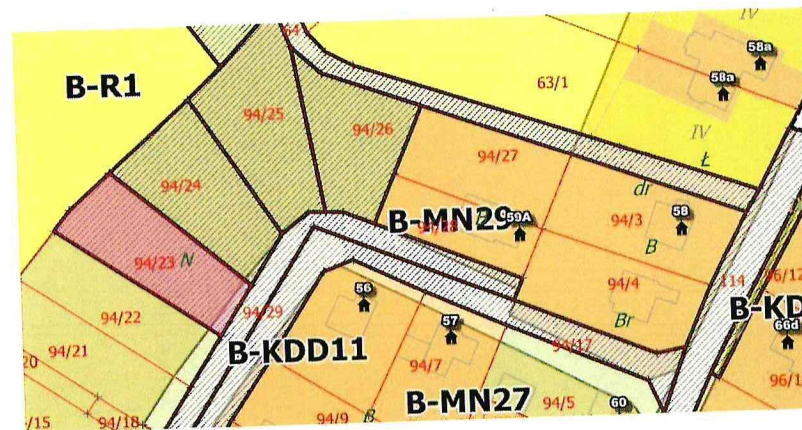 64
IV
58a
58a
63/1
B-R1
94/25
94/26
IV
94/27
Ł
94/24
dr
59A
58
94/3
B-MN29
B
94/23
N
94/4
114
96/12
56
94/29
B-KD
Br
94/22
57
66d
94/17
94/21
B-KDD11
20
94/7
96/1
B-MN27
94/5
60
/15
94/18
94/9
B